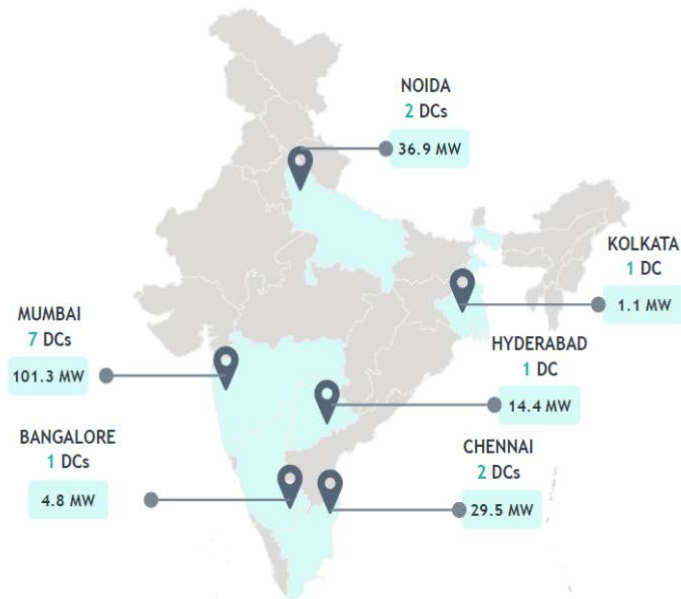 NOIDA
2 DCs
36.9 MW
KOLKATA
1 DC
1.1 MW
MUMBAI
7 DCs
101.3 MW
HYDERABAD
1 DC
14.4 MW
BANGALORE
1 DCs
4.8 MW
CHENNAI
2 DCs
29.5 MW